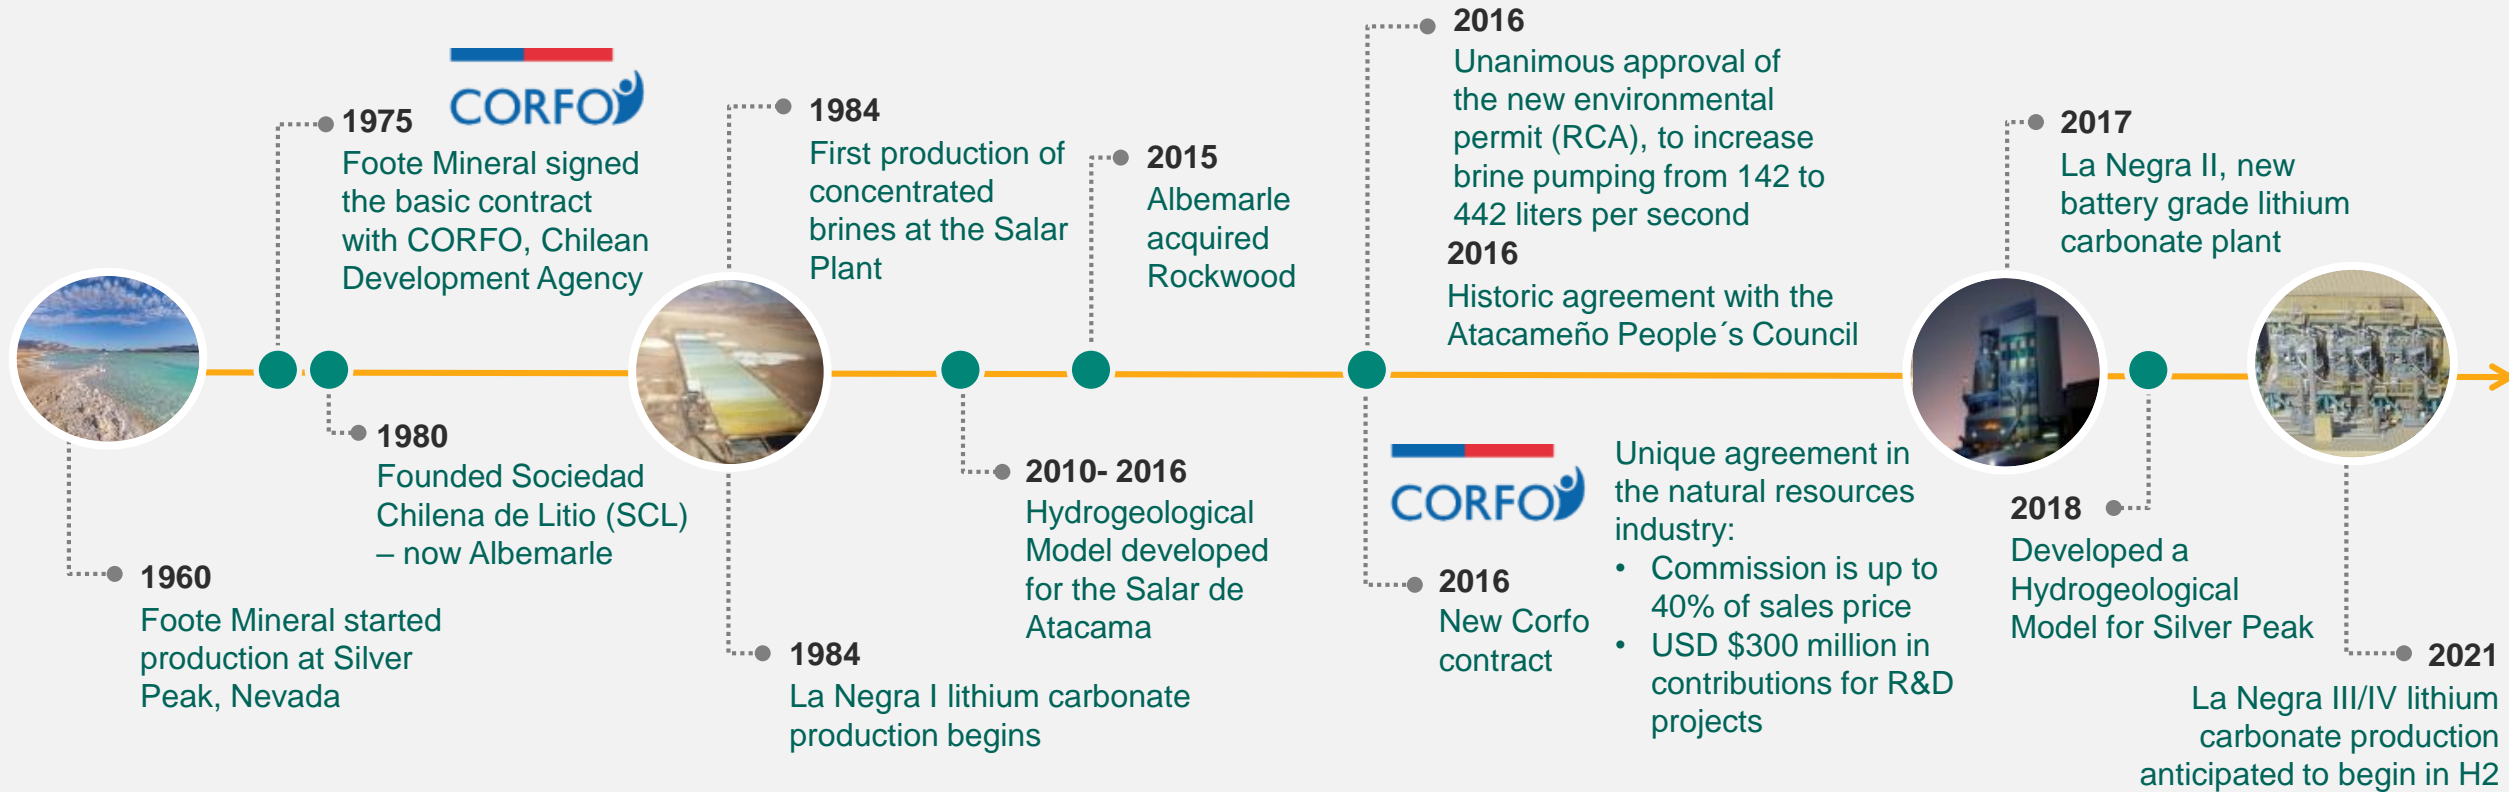 1960
Foote Mineral started
production at Silver
Peak, Nevada
CORFO
1975
Foote Mineral signed
the basic contract
with CORFO, Chilean
Development Agency
1980
Founded Sociedad
Chilena de Litio (SCL)
– now Albemarle
1984
First production of
concentrated
brines at the Salar
Plant
1984
La Negra I lithium carbonate
production begins
2010- 2016
Hydrogeological
Model developed
for the Salar de
Atacama
2015
Albemarle
acquired
Rockwood
2016
Unanimous approval of
the new environmental
permit (RCA), to increase
brine pumping from 142 to
442 liters per second
2016
Historic agreement with the
Atacameño People´s Council
CORFO
2016
New Corfo
contract
Unique agreement in
the natural resources
industry:
• Commission is up to
40% of sales price
• USD $300 million in
contributions for R&D
projects
2017
La Negra II, new
battery grade lithium
carbonate plant
2018
Developed a
Hydrogeological
Model for Silver Peak
2021
La Negra III/IV lithium
carbonate production
anticipated to begin in H2